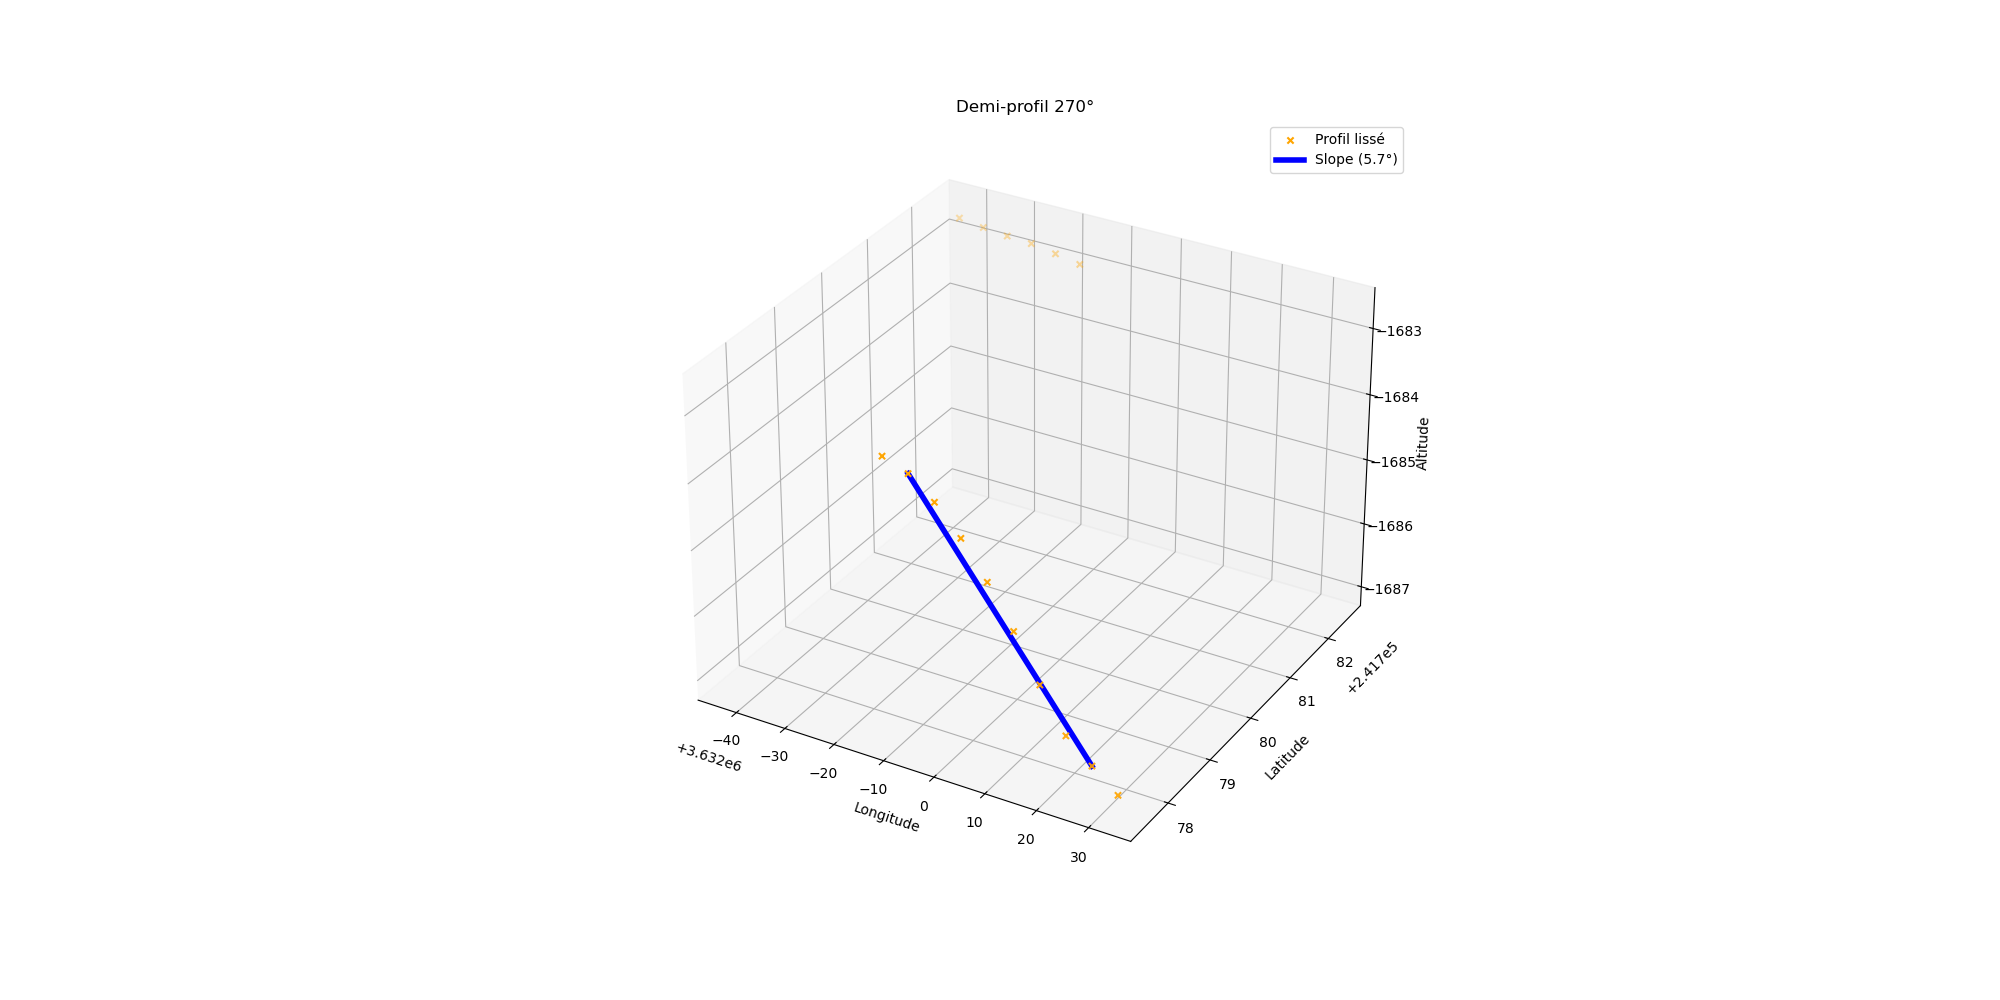 Demi-profil 270°
Profil lissé
Slope (5.7°)
−1683
−1684
−1685
−1686
−1687
Altitude
82
81
80
79
78
+2.417e5
Latitude
−40
−30
−20
−10
0
10
20
30
+3.632e6
Longitude